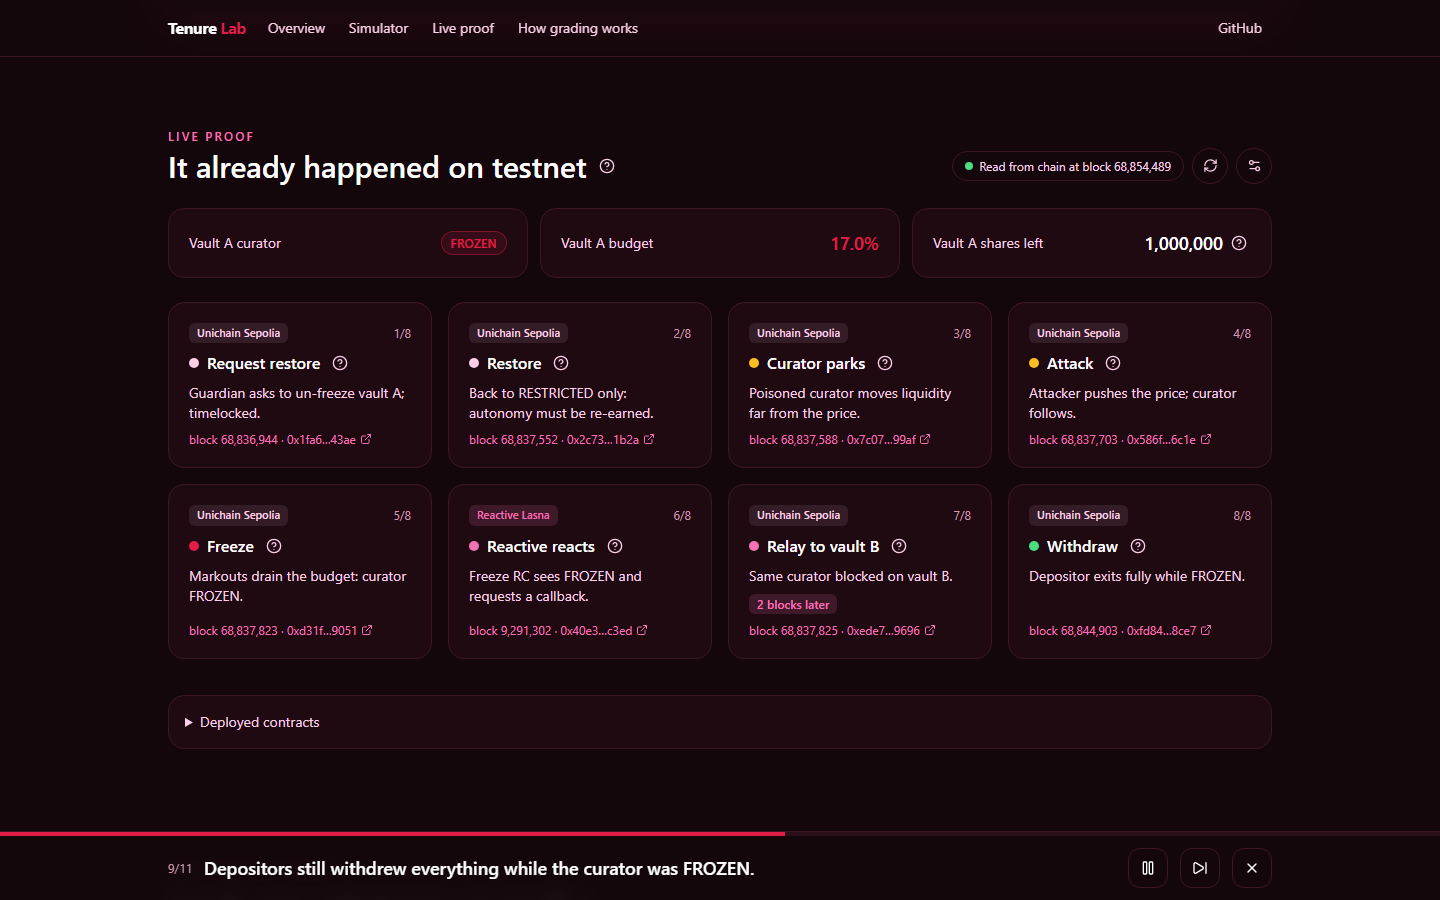 Tenure Lab Overview Simulator Live proof How grading works GitHub
LIVE PROOF
It already happened on testnet
Read from chain at block 68,854,489
Vault A curator FROZEN
Vault A budget 17.0%
Vault A shares left 1,000,000
Unichain Sepolia 1/8
Request restore
Guardian asks to un-freeze vault A;
timelocked.
block 68,836,944 · 0x1fa6...43ae
Unichain Sepolia 2/8
Restore
Back to RESTRICTED only:
autonomy must be re-earned.
block 68,837,552 · 0x2c73...1b2a
Unichain Sepolia 3/8
Curator parks
Poisoned curator moves liquidity
far from the price.
block 68,837,588 · 0x7c07...99af
Unichain Sepolia 4/8
Attack
Attacker pushes the price; curator
follows.
block 68,837,703 · 0x586f...6c1e
Unichain Sepolia 5/8
Freeze
Markouts drain the budget: curator
FROZEN.
block 68,837,823 · 0xd31f...9051
Reactive Lasna 6/8
Reactive reacts
Freeze RC sees FROZEN and
requests a callback.
block 9,291,302 · 0x40e3...c3ed
Unichain Sepolia 7/8
Relay to vault B
Same curator blocked on vault B.
2 blocks later
block 68,837,825 · 0xede7...9696
Unichain Sepolia 8/8
Withdraw
Depositor exits fully while FROZEN.
block 68,844,903 · 0xfd84...8ce7
Deployed contracts
9/11 Depositors still withdrew everything while the curator was FROZEN.